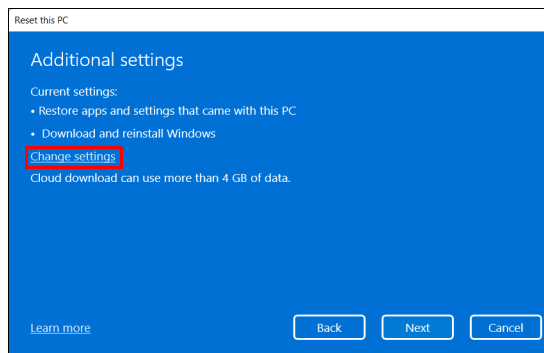 Reset this PC
Additional settings
Current settings:
• Restore apps and settings that came with this PC
• Download and reinstall Windows
Change settings
Cloud download can use more than 4 GB of data.
Learn more
Back
Next
Cancel